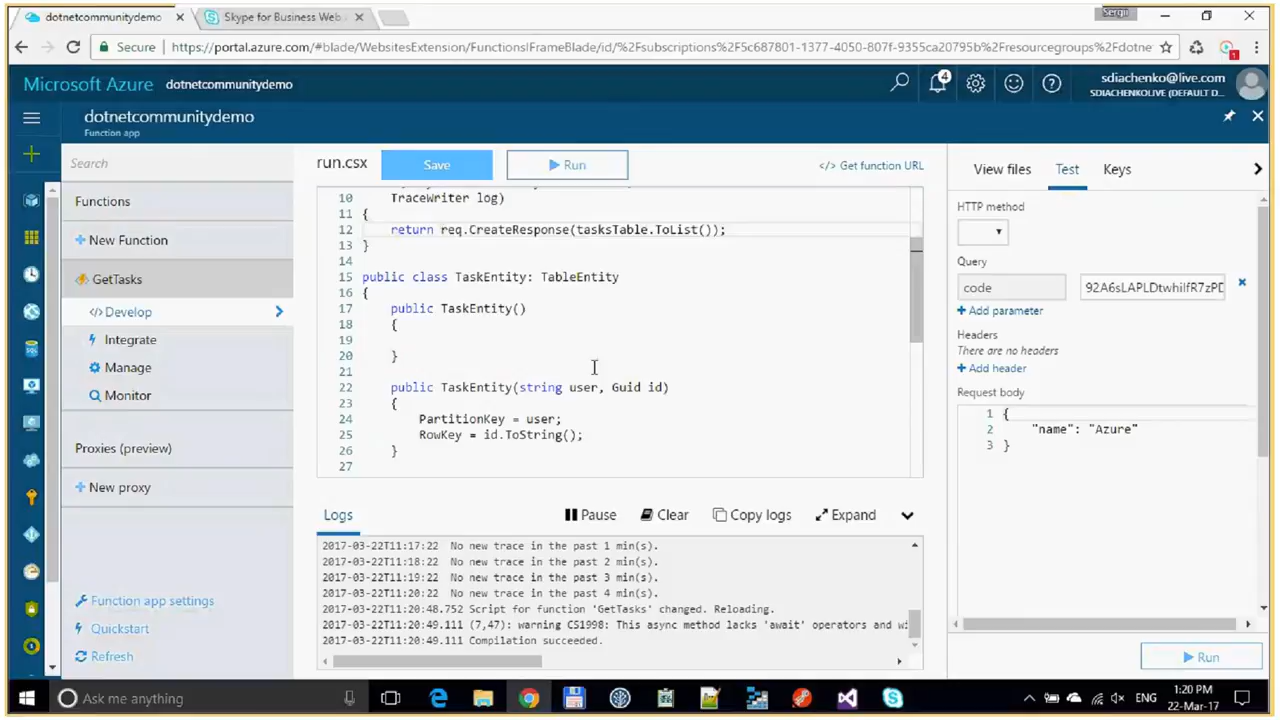 dotnetcommunitydemo
Skype for Business Web
Sergii
Secure https://portal.azure.com/#blade/WebsitesExtension/FunctionsIFrameBlade/id/%2Fsubscriptions%2F5c687801-1377-4050-807f-9355ca20795b%2Fresourcegroups%2Fdotne
1
Microsoft Azure dotnetcommunitydemo
4
sdiachenko@live.com
SDIACHENKOLIVE (DEFAULT D...
dotnetcommunitydemo
Function app
Search
Functions
New Function
GetTasks
</> Develop
Integrate
Manage
Monitor
Proxies (preview)
New proxy
Function app settings
Quickstart
Refresh
run.csx
Save
Run
</> Get function URL
10 TraceWriter log)
11 {
12 return req.CreateResponse(tasksTable.ToList());
13 }
14
15 public class TaskEntity: TableEntity
16 {
17 public TaskEntity()
18 {
19
20 }
21
22 public TaskEntity(string user, Guid id)
23 {
24 PartitionKey = user;
25 RowKey = id.ToString();
26 }
27
Logs
Pause
Clear
Copy logs
Expand
2017-03-22T11:17:22 No new trace in the past 1 min(s).
2017-03-22T11:18:22 No new trace in the past 2 min(s).
2017-03-22T11:19:22 No new trace in the past 3 min(s).
2017-03-22T11:20:22 No new trace in the past 4 min(s).
2017-03-22T11:20:48.752 Script for function 'GetTasks' changed. Reloading.
2017-03-22T11:20:49.111 (7,47): warning CS1998: This async method lacks 'await' operators and wi
2017-03-22T11:20:49.111 Compilation succeeded.
View files
Test
Keys
HTTP method
Query
code 92A6sLAPLDtwhiIfR7zPD
Add parameter
Headers
There are no headers
Add header
Request body
1 {
2 "name": "Azure"
3 }
Run
Ask me anything
ENG
1:20 PM
22-Mar-17